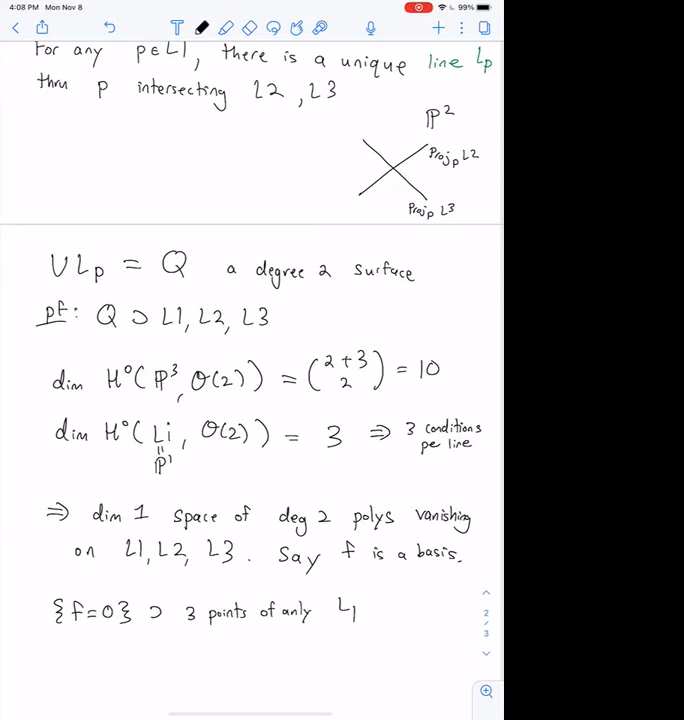 4:08 PM Mon Nov 8
99%
For any p ∈ L1, there is a unique line Lp
thru p intersecting L2, L3
ℙ²
Projp L2
Projp L3
∪Lp = Q a degree 2 surface
pf: Q ⊃ L1, L2, L3
dim H⁰(ℙ³, O(2)) = (2+3 2) = 10
dim H⁰(Li, O(2)) = 3 ⇒ 3 conditions per line
=
ℙ¹
⇒ dim 1 space of deg 2 polys vanishing
on L1, L2, L3. Say f is a basis.
{f=0} ⊃ 3 points of any L1
2
/
3